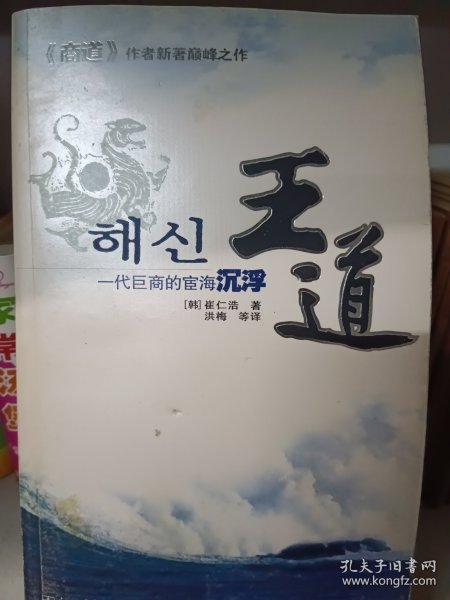 《商道》作者新著巅峰之作
王道
해신
一代巨商的宦海沉浮
[韩]崔仁浩 著
洪梅 等译
孔夫子旧书网
www.kongfz.com